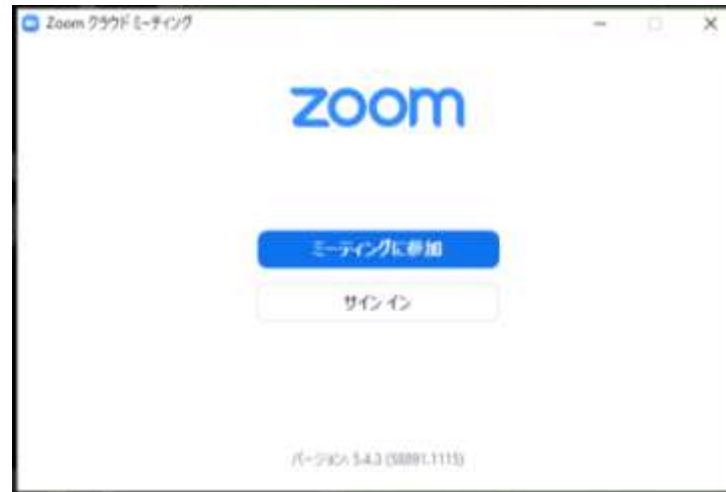 Zoom クラウド ミーティング
zoom
ミーティングに参加
サイン イン
バージョン: 5.4.3 (58891.1115)